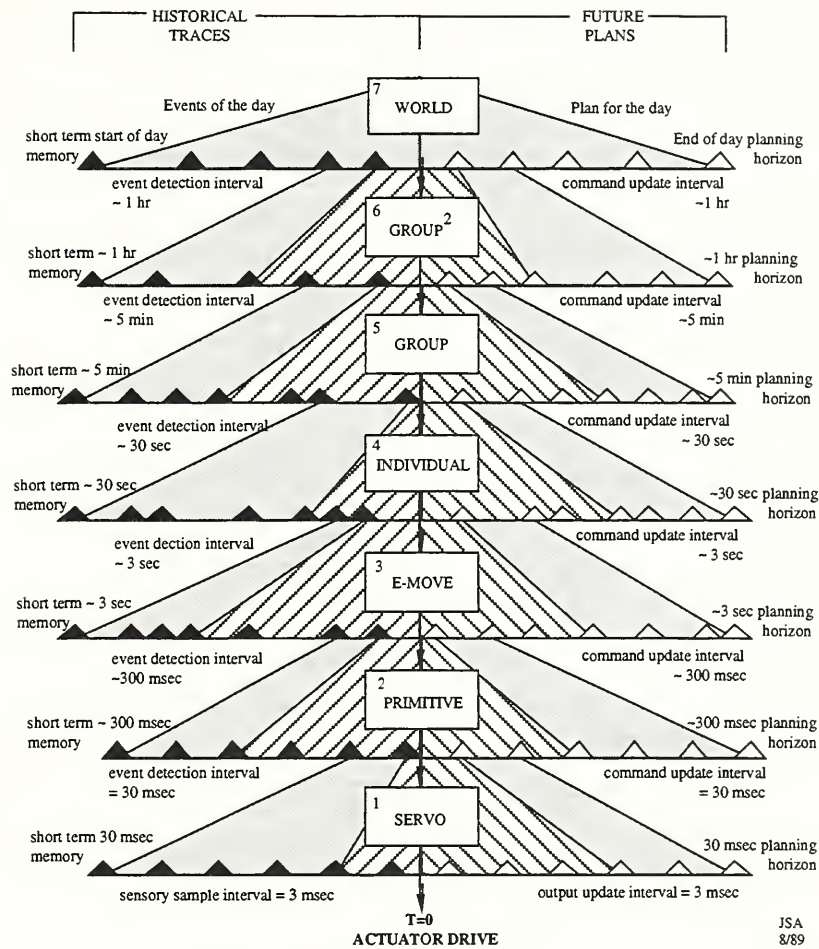 HISTORICAL
TRACES
FUTURE
PLANS
Events of the day
7
WORLD
Plan for the day
short term start of day
memory
End of day planning
horizon
event detection interval
~ 1 hr
command update interval
~1 hr
6
GROUP 2
short term ~ 1 hr
memory
~1 hr planning
horizon
event detection interval
~ 5 min
command update interval
~5 min
5
GROUP
short term ~ 5 min
memory
~5 min planning
horizon
event detection interval
~ 30 sec
command update interval
~ 30 sec
4
INDIVIDUAL
short term ~ 30 sec
memory
~30 sec planning
horizon
event dection interval
~ 3 sec
command update interval
~ 3 sec
3
E-MOVE
short term ~ 3 sec
memory
~3 sec planning
horizon
event detection interval
~300 msec
command update interval
~ 300 msec
2
PRIMITIVE
short term ~ 300 msec
memory
~300 msec planning
horizon
event detection interval
= 30 msec
command update interval
= 30 msec
1
SERVO
short term 30 msec
memory
30 msec planning
horizon
sensory sample interval = 3 msec
output update interval = 3 msec
T=0
ACTUATOR DRIVE
JSA
8/89